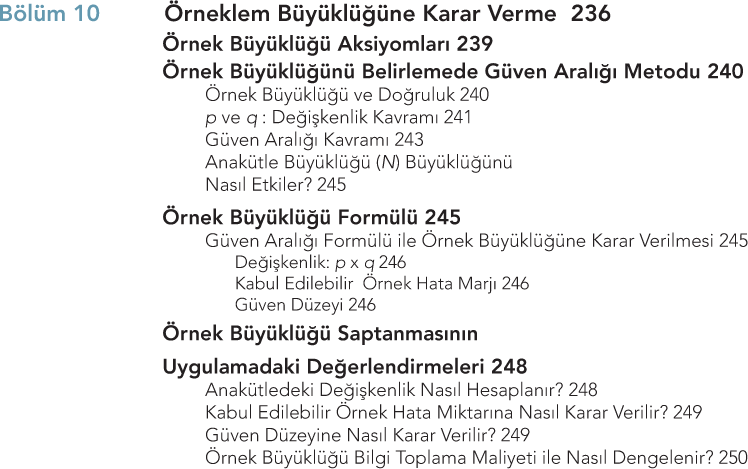 Bölüm 10 Örneklem Büyüklüğüne Karar Verme 236
Örnek Büyüklüğü Aksiyomları 239
Örnek Büyüklüğünü Belirlemede Güven Aralığı Metodu 240
Örnek Büyüklüğü ve Doğruluk 240
p ve q : Değişkenlik Kavramı 241
Güven Aralığı Kavramı 243
Anakütle Büyüklüğü (N) Büyüklüğünü
Nasıl Etkiler? 245
Örnek Büyüklüğü Formülü 245
Güven Aralığı Formülü ile Örnek Büyüklüğüne Karar Verilmesi 245
Değişkenlik: p x q 246
Kabul Edilebilir Örnek Hata Marjı 246
Güven Düzeyi 246
Örnek Büyüklüğü Saptanmasının
Uygulamadaki Değerlendirmeleri 248
Anakütledeki Değişkenlik Nasıl Hesaplanır? 248
Kabul Edilebilir Örnek Hata Miktarına Nasıl Karar Verilir? 249
Güven Düzeyine Nasıl Karar Verilir? 249
Örnek Büyüklüğü Bilgi Toplama Maliyeti ile Nasıl Dengelenir? 250